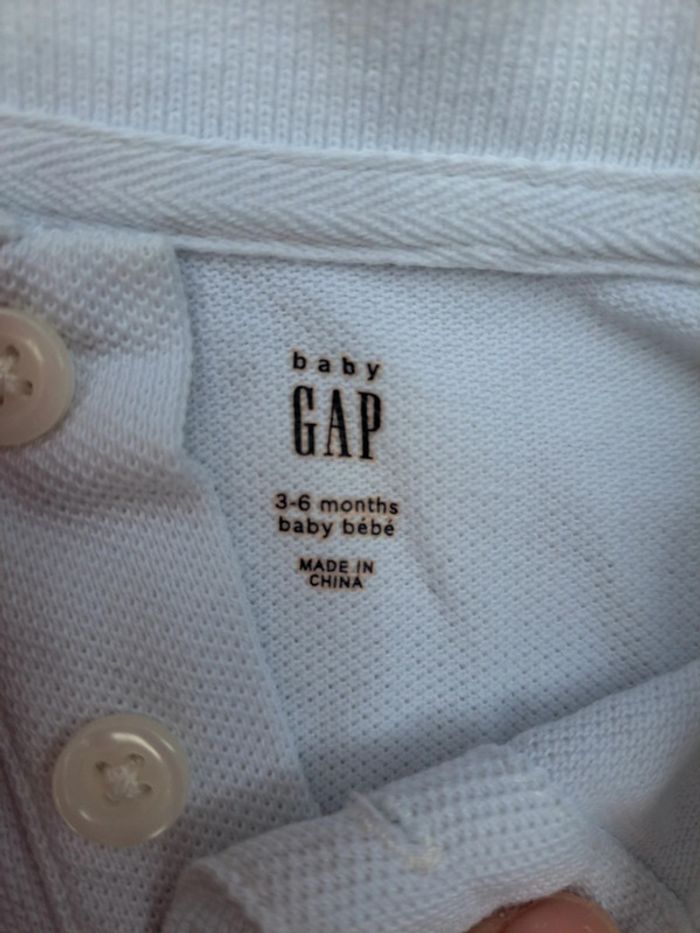 baby
GAP
3-6 months
baby bébé
MADE IN
CHINA